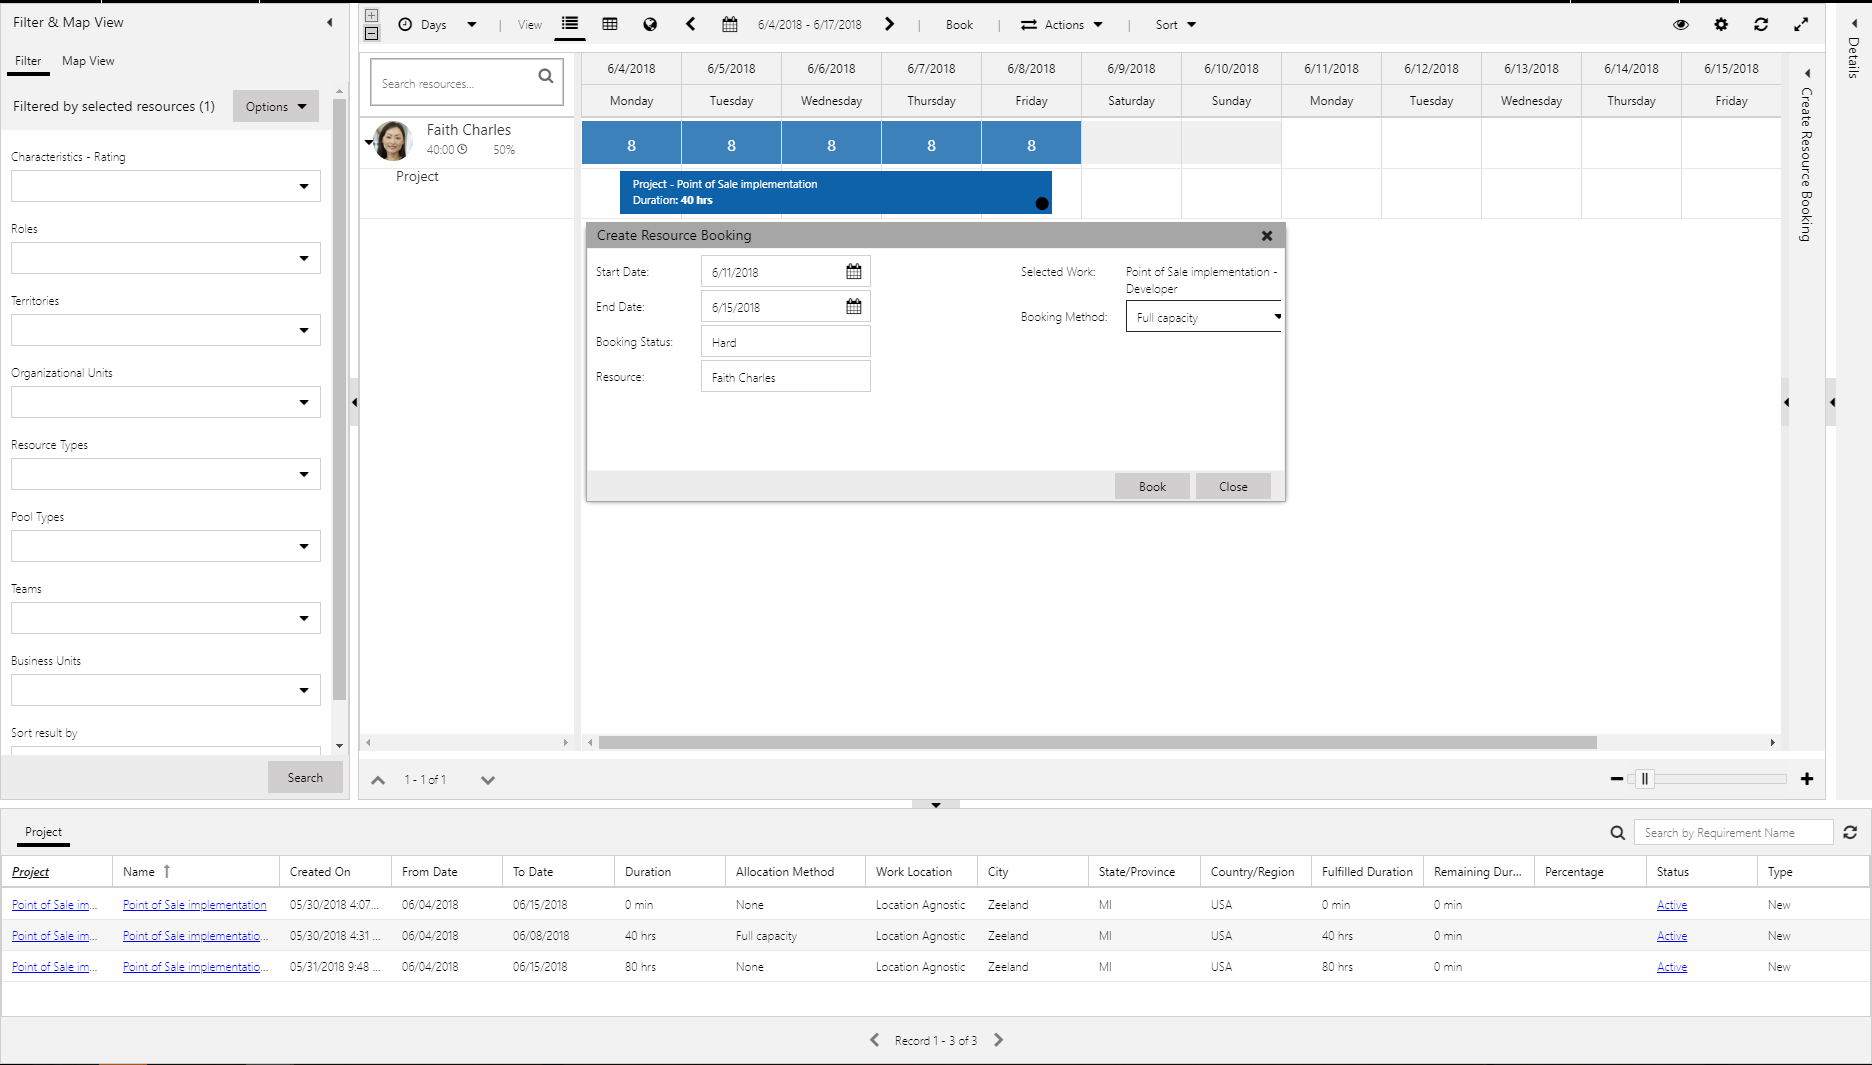 Filter & Map View
Filter Map View
Filtered by selected resources (1) Options
Characteristics - Rating
Roles
Territories
Organizational Units
Resource Types
Pool Types
Teams
Business Units
Sort result by
Search
Days View 6/4/2018 - 6/17/2018 Book Actions Sort
Search resources...
6/4/2018 6/5/2018 6/6/2018 6/7/2018 6/8/2018 6/9/2018 6/10/2018 6/11/2018 6/12/2018 6/13/2018 6/14/2018 6/15/2018
Monday Tuesday Wednesday Thursday Friday Saturday Sunday Monday Tuesday Wednesday Thursday Friday
Faith Charles
40:00 50%
8 8 8 8 8
Project
Project - Point of Sale implementation
Duration: 40 hrs
Create Resource Booking
Start Date: 6/11/2018
End Date: 6/15/2018
Booking Status: Hard
Resource: Faith Charles
Selected Work: Point of Sale implementation -
Developer
Booking Method: Full capacity
Book Close
1 - 1 of 1
Create Resource Booking
Details
Project
Search by Requirement Name
Project Name Created On From Date To Date Duration Allocation Method Work Location City State/Province Country/Region Fulfilled Duration Remaining Dur... Percentage Status Type
Point of Sale im... Point of Sale implementation 05/30/2018 4:07... 06/04/2018 06/15/2018 0 min None Location Agnostic Zeeland MI USA 0 min 0 min Active New
Point of Sale im... Point of Sale implementatio... 05/30/2018 4:31 ... 06/04/2018 06/08/2018 40 hrs Full capacity Location Agnostic Zeeland MI USA 40 hrs 0 min Active New
Point of Sale im... Point of Sale implementatio... 05/31/2018 9:48 ... 06/04/2018 06/15/2018 80 hrs None Location Agnostic Zeeland MI USA 80 hrs 0 min Active New
Record 1 - 3 of 3